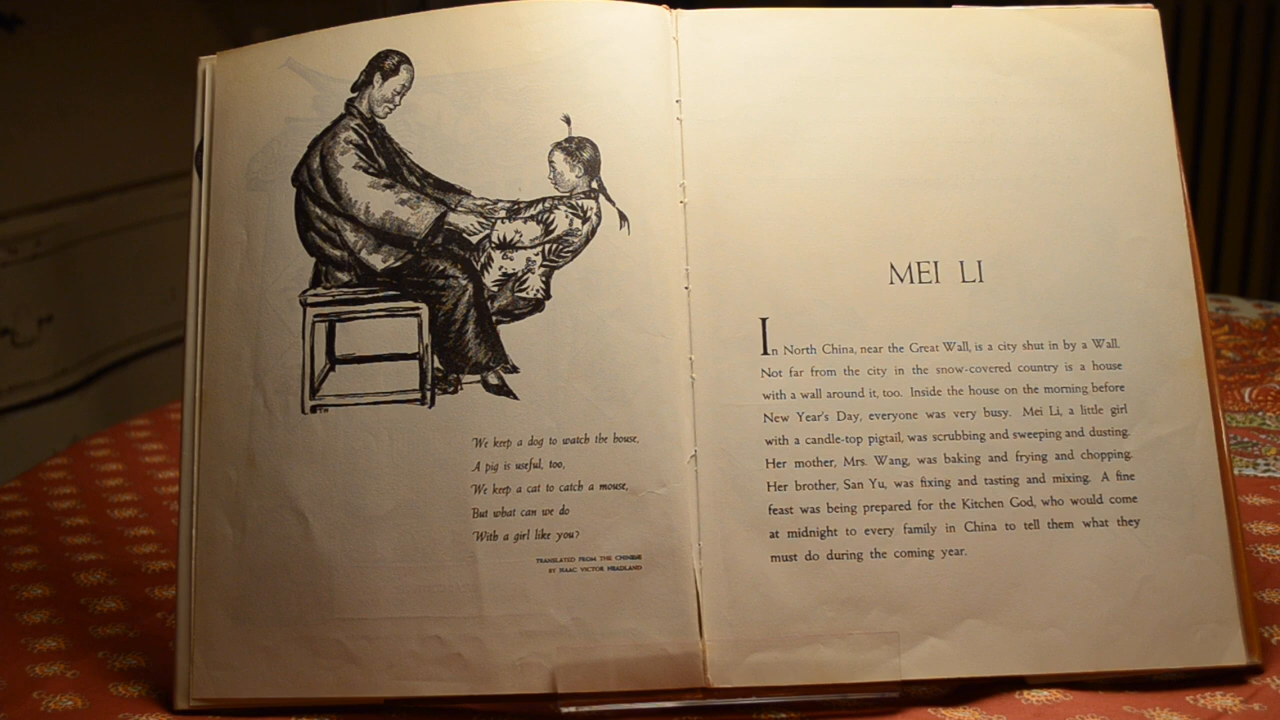 We keep a dog to watch the house,
A pig is useful, too,
We keep a cat to catch a mouse,
But what can we do
With a girl like you?
TRANSLATED FROM THE CHINESE
BY ISAAC VICTOR HEADLAND
TH
MEI LI
In North China, near the Great Wall, is a city shut in by a Wall.
Not far from the city in the snow-covered country is a house
with a wall around it, too. Inside the house on the morning before
New Year's Day, everyone was very busy. Mei Li, a little girl
with a candle-top pigtail, was scrubbing and sweeping and dusting.
Her mother, Mrs. Wang, was baking and frying and chopping.
Her brother, San Yu, was fixing and tasting and mixing. A fine
feast was being prepared for the Kitchen God, who would come
at midnight to every family in China to tell them what they
must do during the coming year.